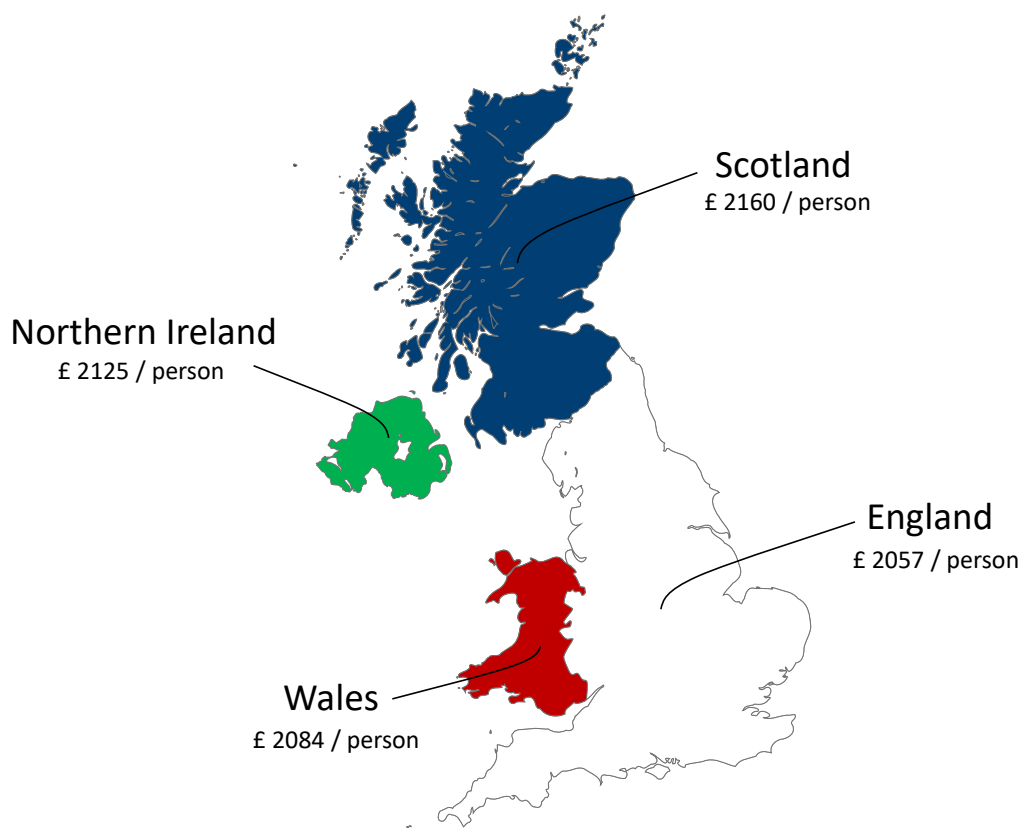 Scotland
£ 2160 / person
Northern Ireland
£ 2125 / person
England
£ 2057 / person
Wales
£ 2084 / person